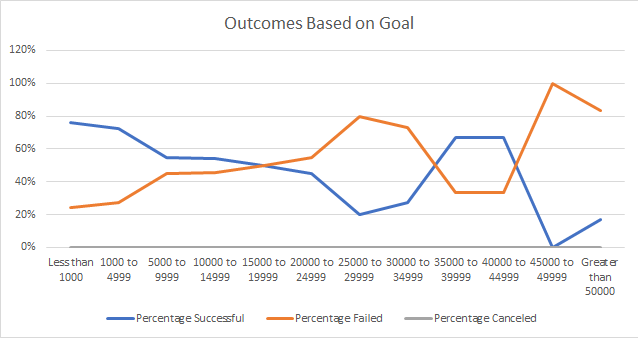 Outcomes Based on Goal
120%
100%
80%
60%
40%
20%
0%
Less than 1000 to 5000 to 10000 to 15000 to 20000 to 25000 to 30000 to 35000 to 40000 to 45000 to Greater
1000 4999 9999 14999 19999 24999 29999 34999 39999 44999 49999 than
50000
Percentage Successful Percentage Failed Percentage Canceled